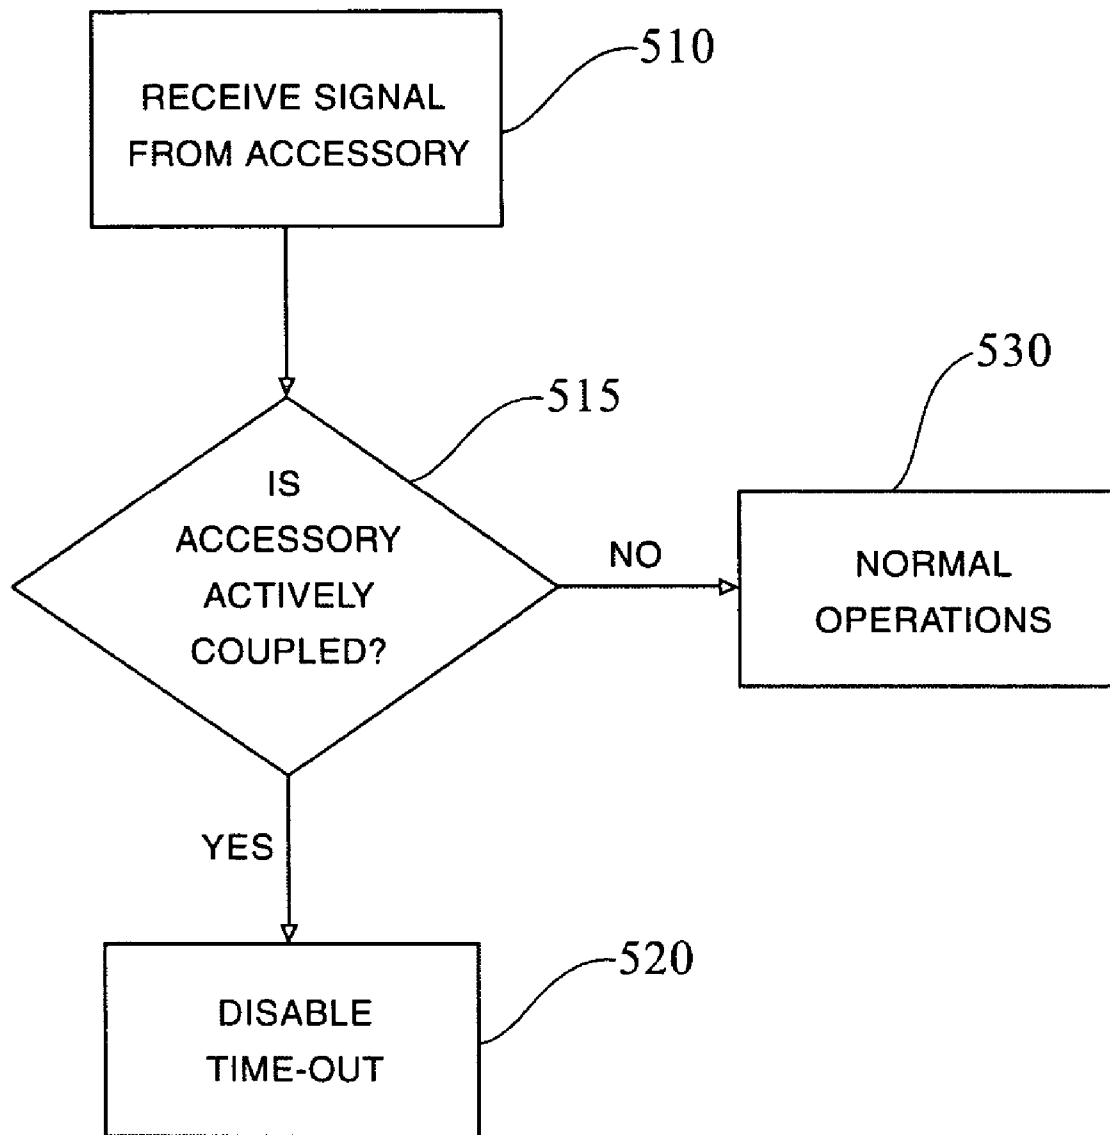 510
RECEIVE SIGNAL
FROM ACCESSORY
515
530
IS
ACCESSORY
ACTIVELY
COUPLED?
NO
NORMAL
OPERATIONS
YES
520
DISABLE
TIME-OUT